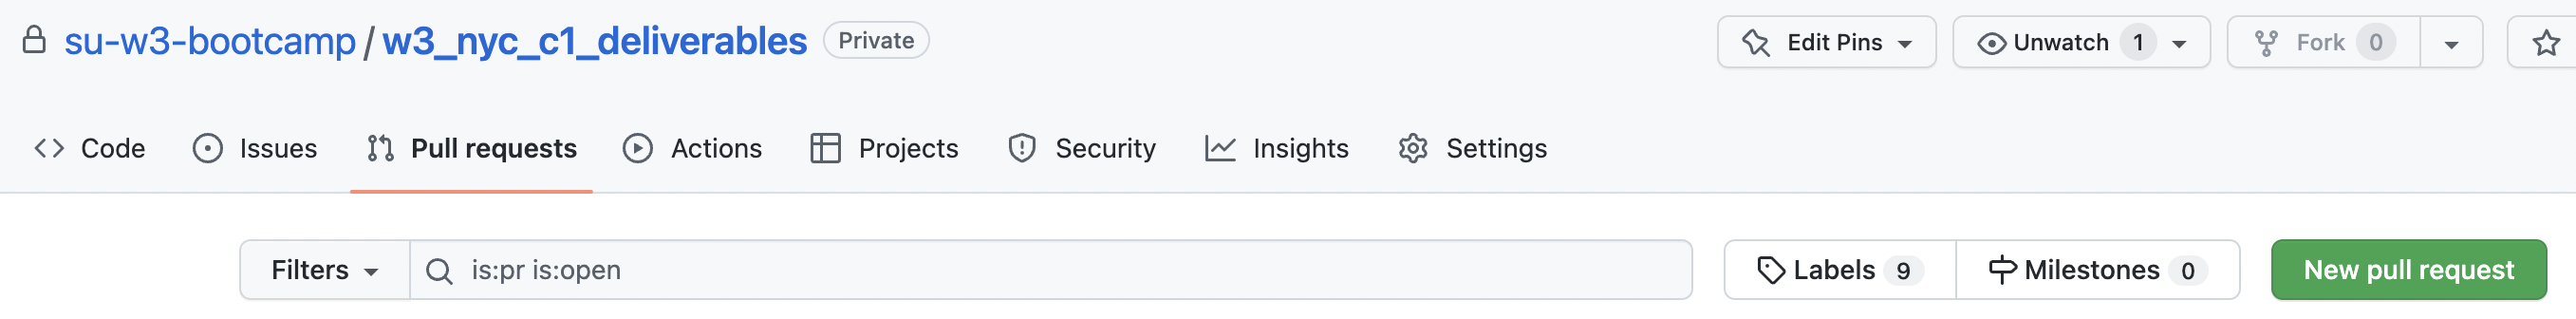 su-w3-bootcamp / w3_nyc_c1_deliverables Private Edit Pins Unwatch 1 Fork 0
Code Issues Pull requests Actions Projects Security Insights Settings
Filters is:pr is:open Labels 9 Milestones 0 New pull request